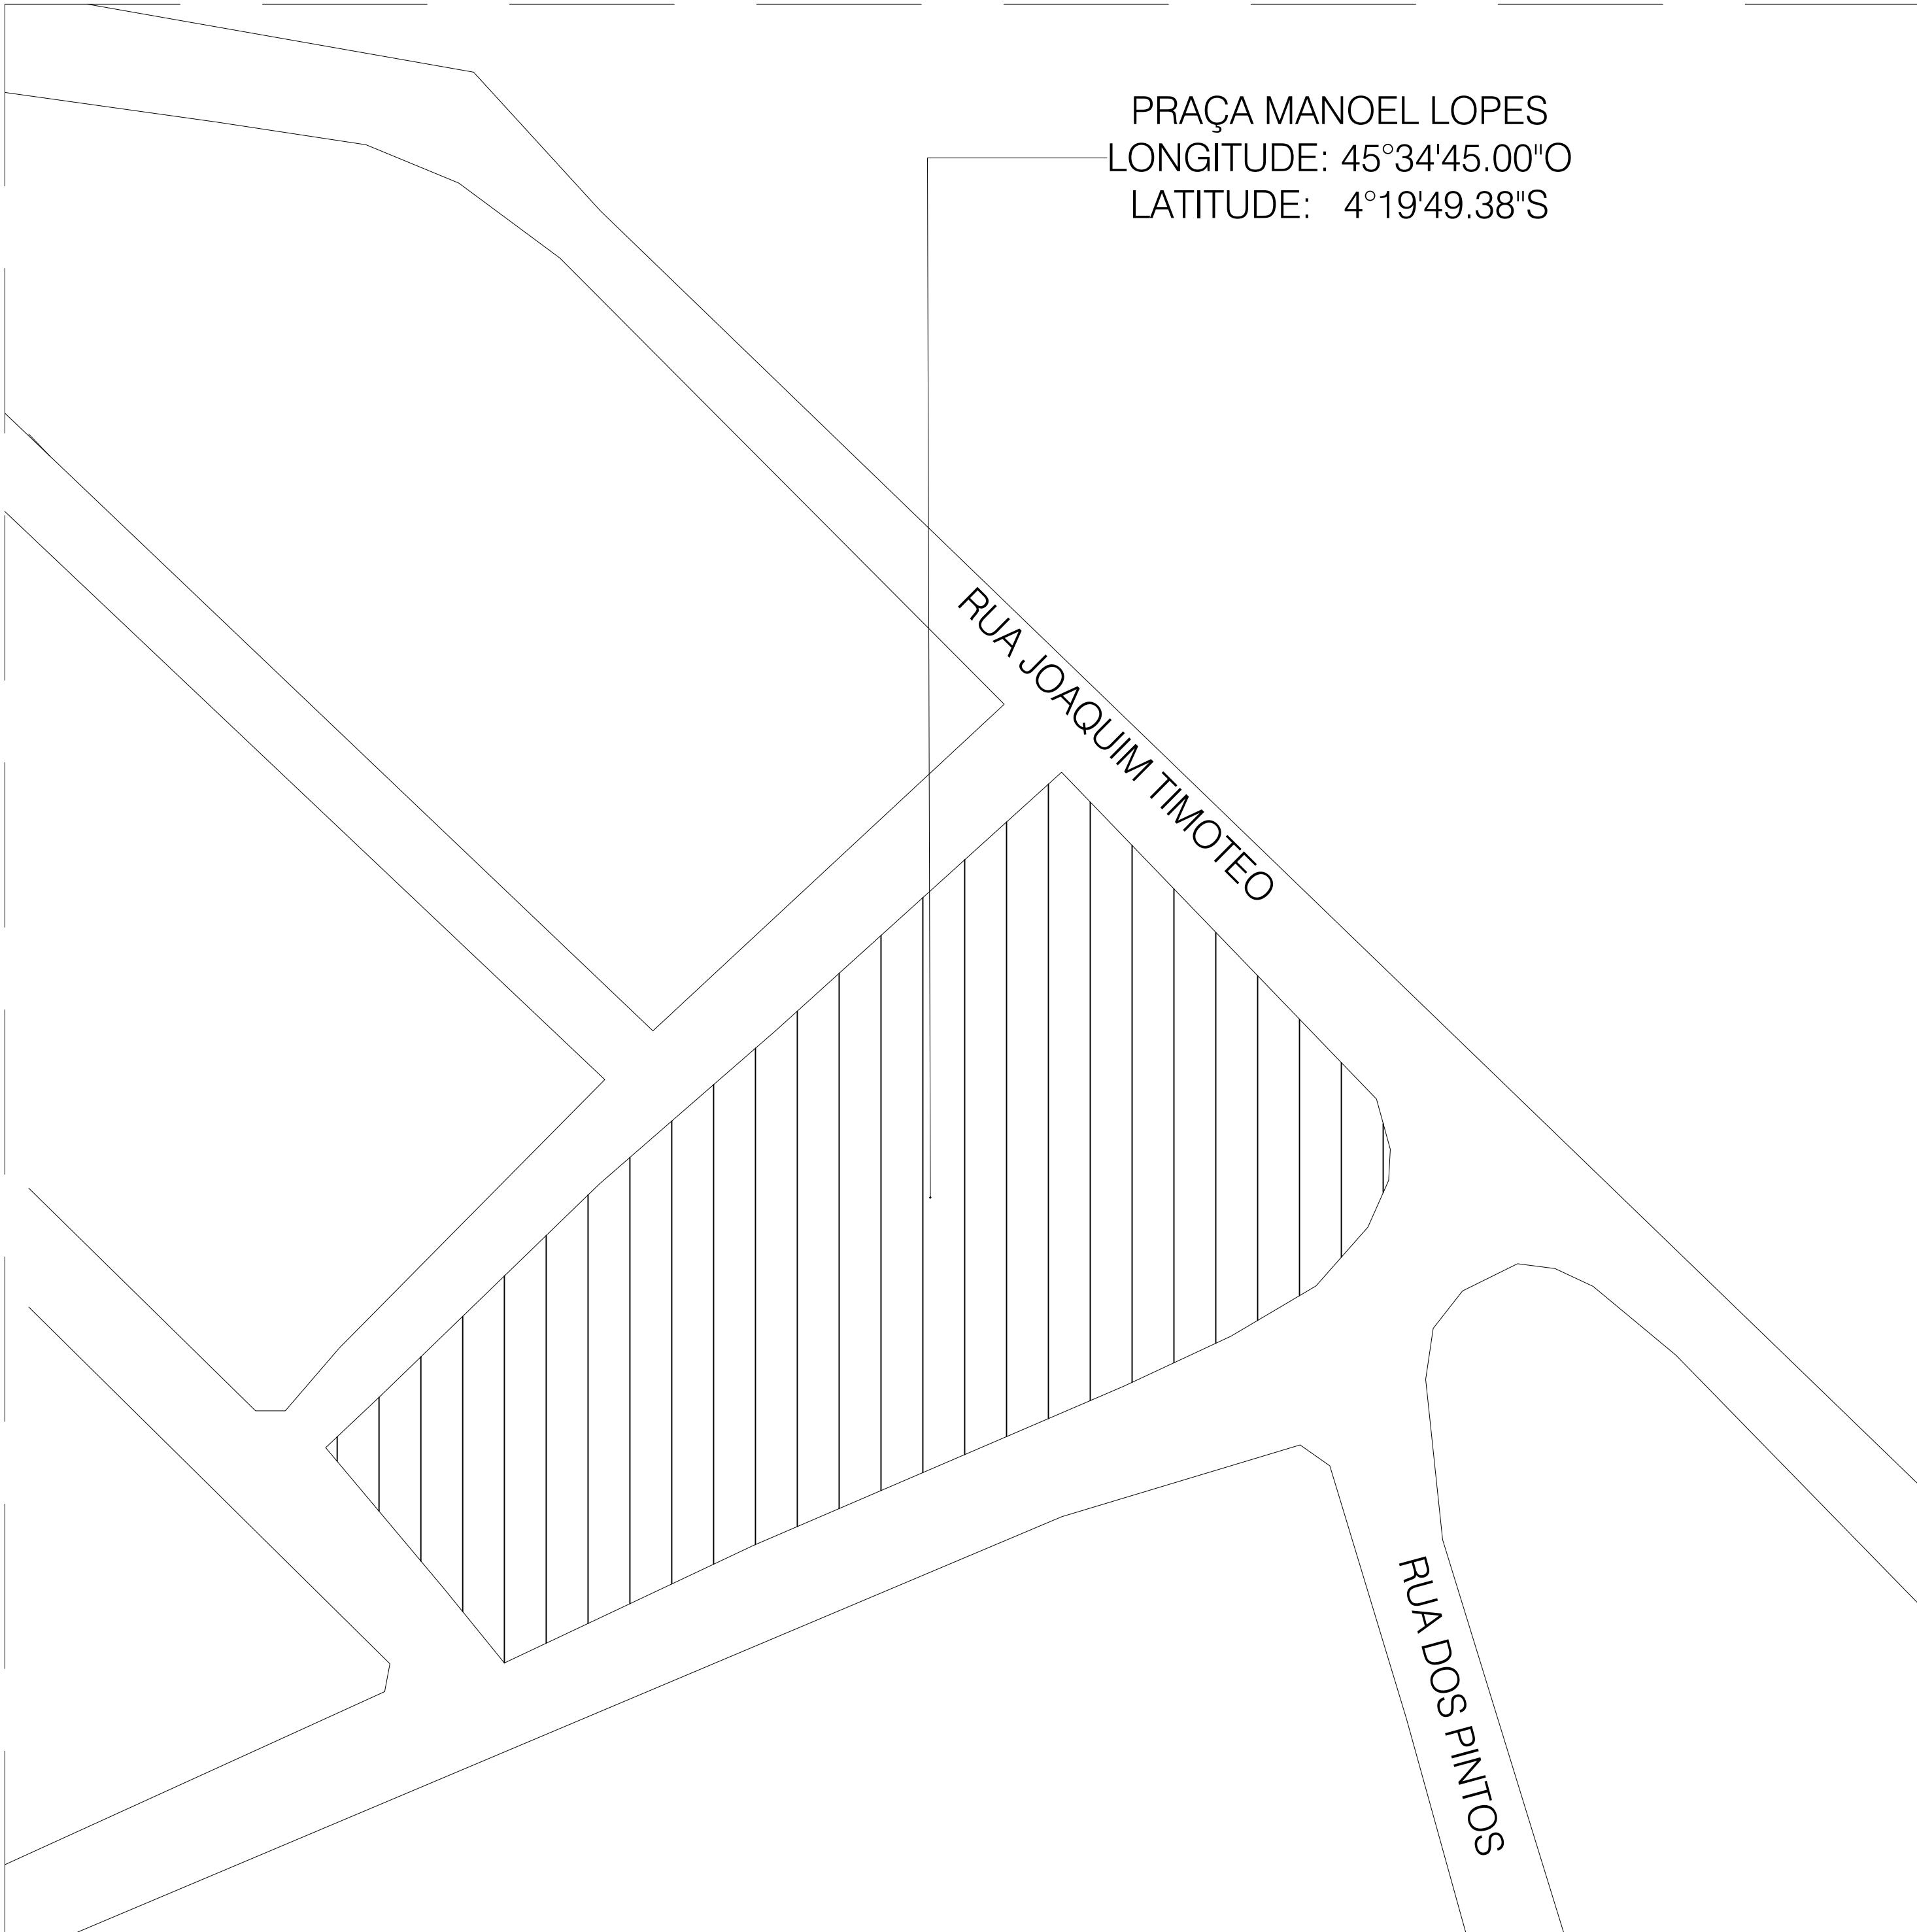 PRAÇA MANOEL LOPES
LONGITUDE: 45°34'45.00"O
LATITUDE: 4°19'49.38"S
RUA JOAQUIM TIMOTEO
RUA DOS PINTOS